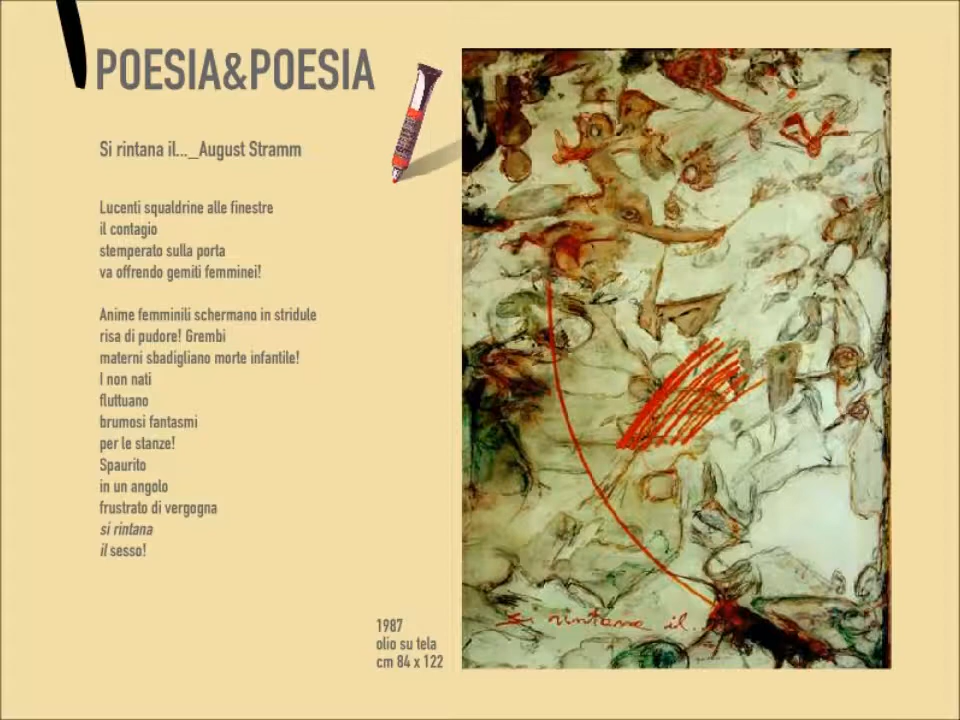 POESIA&POESIA
Si rintana il..._August Stramm
Lucenti squaldrine alle finestre
il contagio
stemperato sulla porta
va offrendo gemiti femminei!
Anime femminili schermano in stridule
risa di pudore! Grembi
materni sbadigliano morte infantile!
I non nati
fluttuano
brumosi fantasmi
per le stanze!
Spaurito
in un angolo
frustrato di vergogna
si rintana
il sesso!
1987
olio su tela
cm 84 x 122
si rintana il...